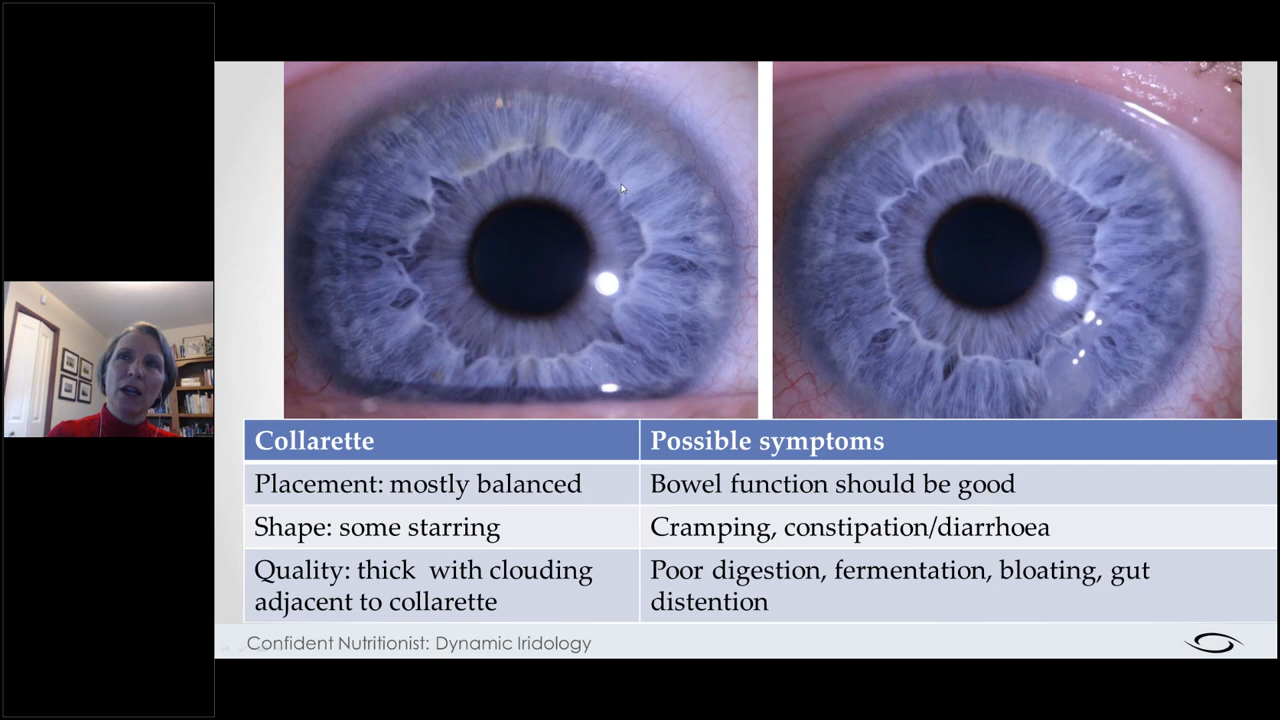 Collarette Possible symptoms
Placement: mostly balanced Bowel function should be good
Shape: some starring Cramping, constipation/diarrhoea
Quality: thick with clouding Poor digestion, fermentation, bloating, gut
adjacent to collarette distention
Confident Nutritionist: Dynamic Iridology